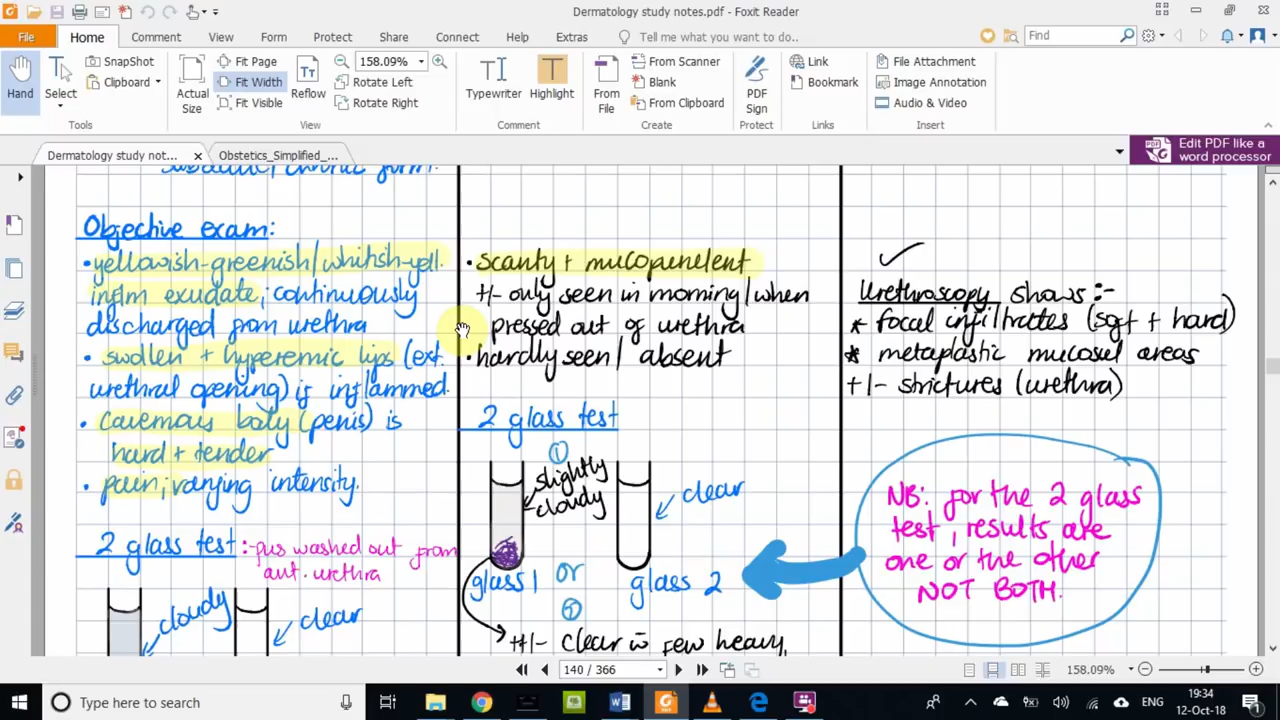 Dermatology study notes.pdf - Foxit Reader
File Home Comment View Form Protect Share Connect Help Extras Tell me what you want to do.. Find
Hand
Select
SnapShot
Clipboard
Tools
Actual Size
Fit Page
Fit Width
Fit Visible
Reflow
158.09%
Rotate Left
Rotate Right
View
Typewriter
Highlight
Comment
From File
From Scanner
Blank
From Clipboard
Create
PDF Sign
Protect
Link
Bookmark
Links
File Attachment
Image Annotation
Audio & Video
Insert
Dermatology study not...
Obstetics_Simplified_...
Edit PDF like a
word processor
chronic form.
Objective exam:
• yellowish-greenish/whitish-yell.
inflm exudate; continuously
discharged from urethra
• swollen + hyperemic lips (ext.
urethral opening) is inflammed.
• cavernous body (penis) is
hard + tender
• pain; varying intensity.
2 glass test :- pus washed out from
ant. urethra
cloudy
clear
• scanty + mucopurelent
+/- only seen in morning/when
pressed out of urethra
• hardly seen/ absent
2 glass test
①
slightly
cloudy
clear
glass 1 or glass 2
+/- clear c̄ few heavy,
✓
Urethroscopy shows :-
* focal infiltrates (soft + hard)
* metaplastic mucosal areas
+/- strictures (urethra)
NB: for the 2 glass
test, results are
one or the other
NOT BOTH.
140 / 366
158.09%
Type here to search
ENG
19:34
12-Oct-18